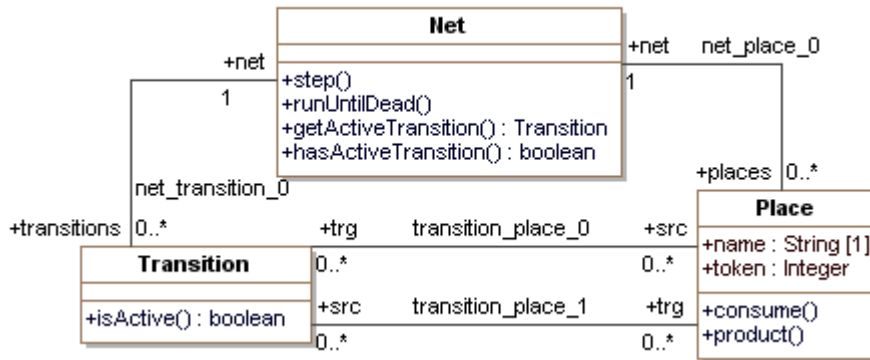 Net
+net
net_place_0
+net
+step()
1
1
+runUntilDead()
+getActiveTransition() : Transition
+hasActiveTransition() : boolean
+places
0..*
net_transition_0
+transitions
0..*
+trg
transition_place_0
+src
Place
+name : String [1]
Transition
0..*
0..*
+token : Integer
+isActive() : boolean
+src
transition_place_1
+trg
+consume()
0..*
0..*
+product()